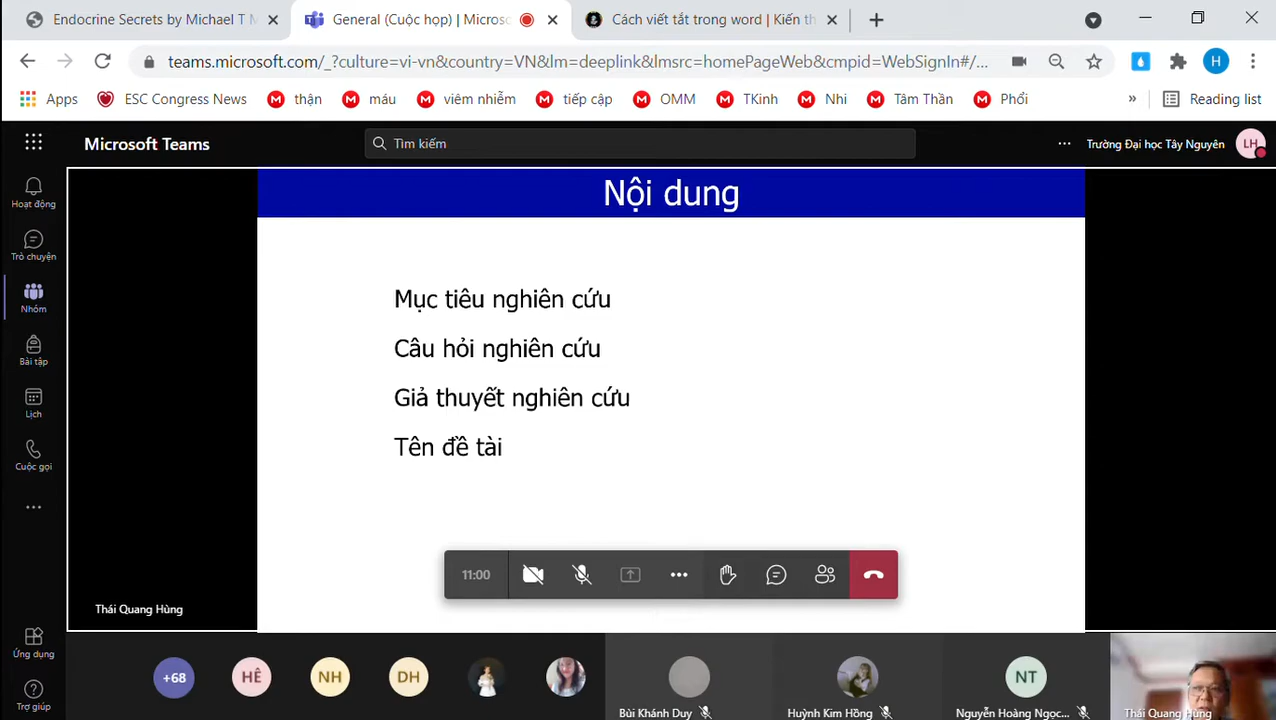 Endocrine Secrets by Michael T M
General (Cuộc họp) | Microsc
Cách viết tắt trong word | Kiến th
teams.microsoft.com/_?culture=vi-vn&country=VN&lm=deeplink&lmsrc=homePageWeb&cmpid=WebSignIn#/...
H
Apps
ESC Congress News
M thận
M máu
M viêm nhiễm
M tiếp cận
M OMM
M TKinh
M Nhi
M Tâm Thần
M Phổi
»
Reading list
Microsoft Teams
Tìm kiếm
Trường Đại học Tây Nguyên
LH
Hoạt động
Trò chuyện
Nhóm
Bài tập
Lịch
Cuộc gọi
Ứng dụng
Trợ giúp
Nội dung
Mục tiêu nghiên cứu
Câu hỏi nghiên cứu
Giả thuyết nghiên cứu
Tên đề tài
11:00
Thái Quang Hùng
+68
HÊ
NH
DH
NT
Bùi Khánh Duy
Huỳnh Kim Hồng
Nguyễn Hoàng Ngọc...
Thái Quang Hùng